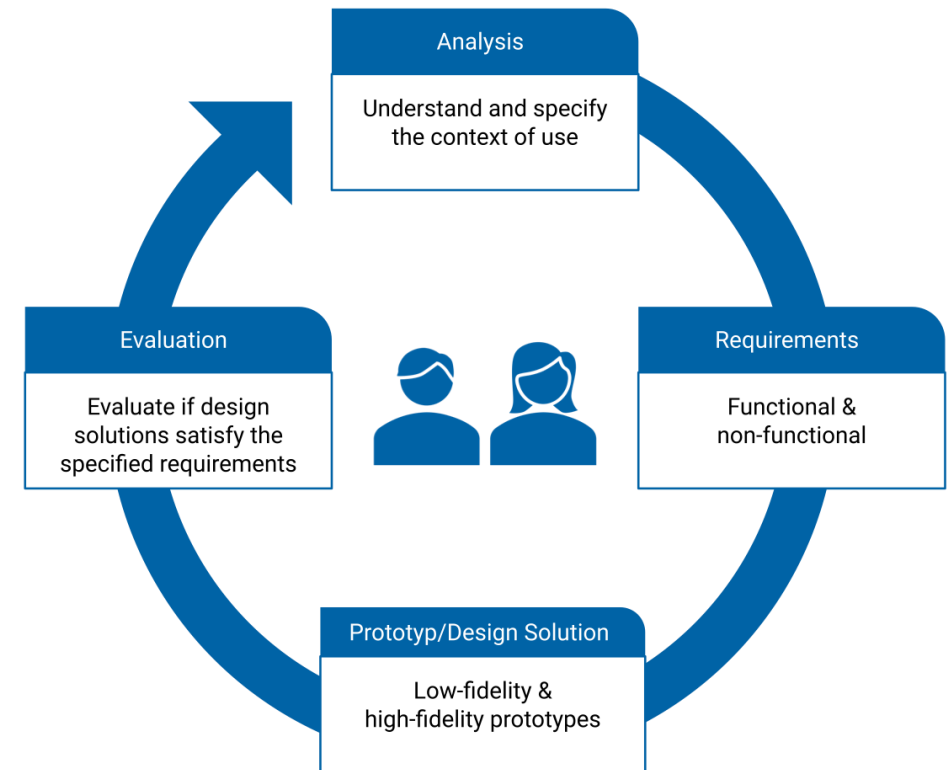 Analysis
Understand and specify
the context of use
Requirements
Functional &
non-functional
Prototyp/Design Solution
Low-fidelity &
high-fidelity prototypes
Evaluation
Evaluate if design
solutions satisfy the
specified requirements